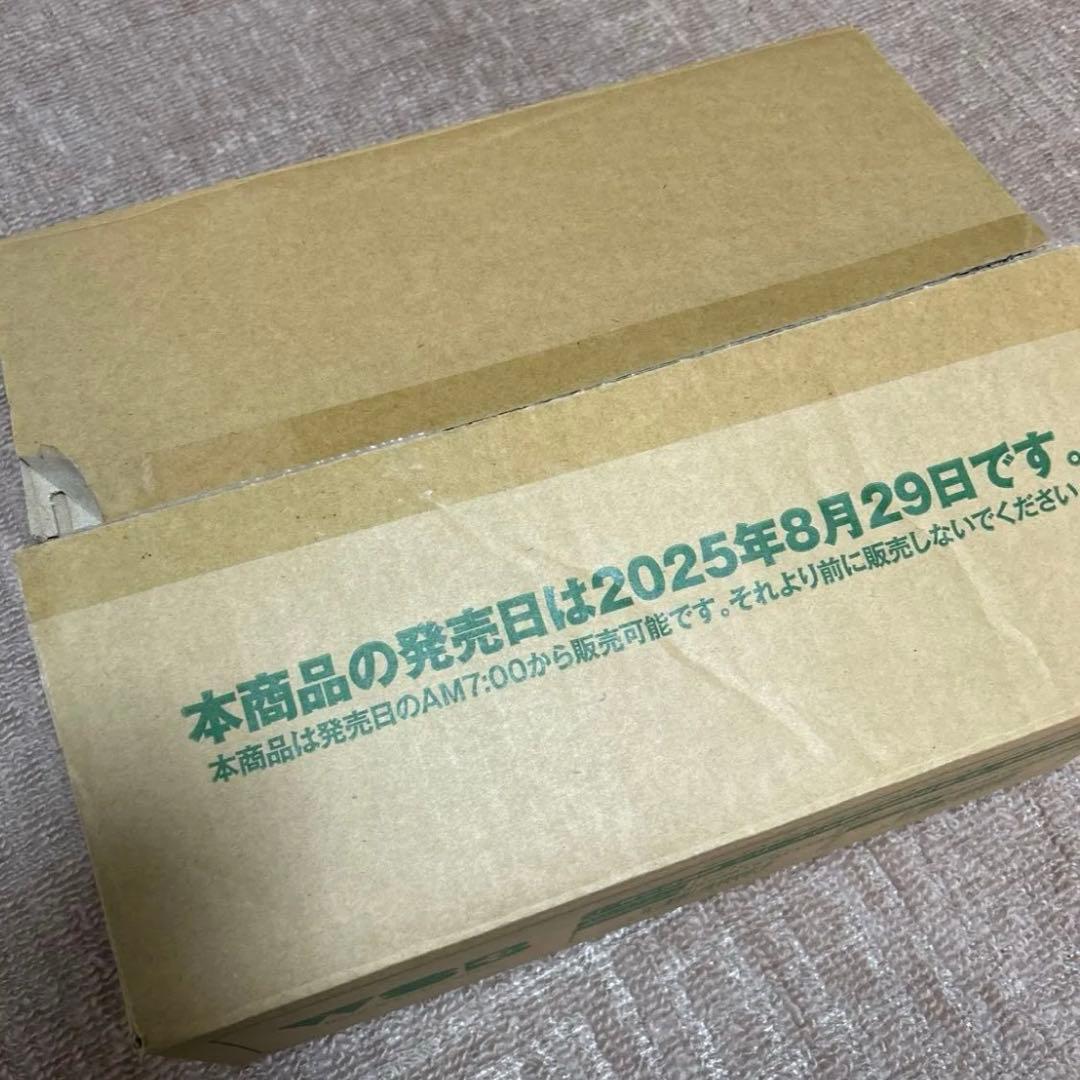 本商品の発売日は2025年8月29日です。
本商品は発売日のAM7:00から販売可能です。それより前に販売しないでください